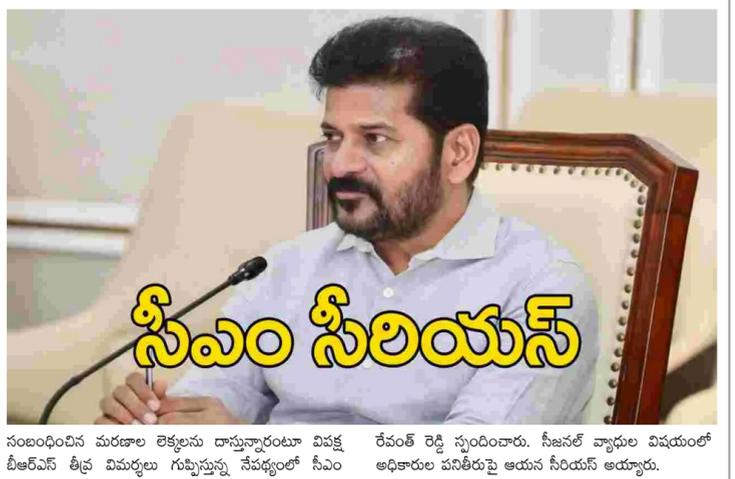 సీఎం సీరియస్
సంబంధించిన మరణాల లెక్కలను దాస్తున్నారంటూ విపక్ష
బీఆర్ఎస్ తీవ్ర విమర్శలు గుప్పిస్తున్న నేపథ్యంలో సీఎం
రేవంత్ రెడ్డి స్పందించారు. సీజనల్ వ్యాధుల విషయంలో
అధికారుల పనితీరుపై ఆయన సీరియస్ అయ్యారు.